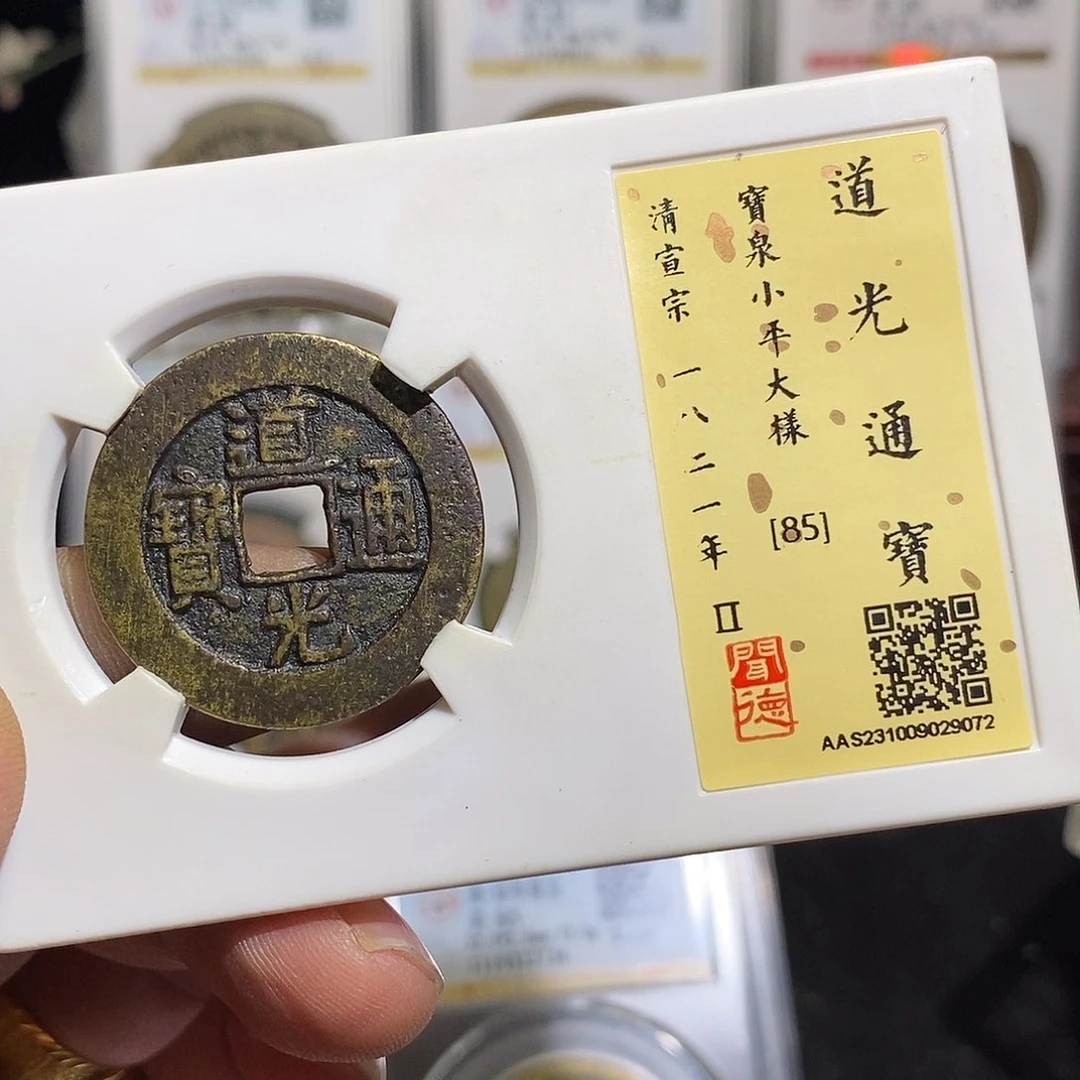 道光通寶
道光通寶
寶泉小平大樣
[85]
清宣宗 一八二一年
II
聞德
AAS231009029072